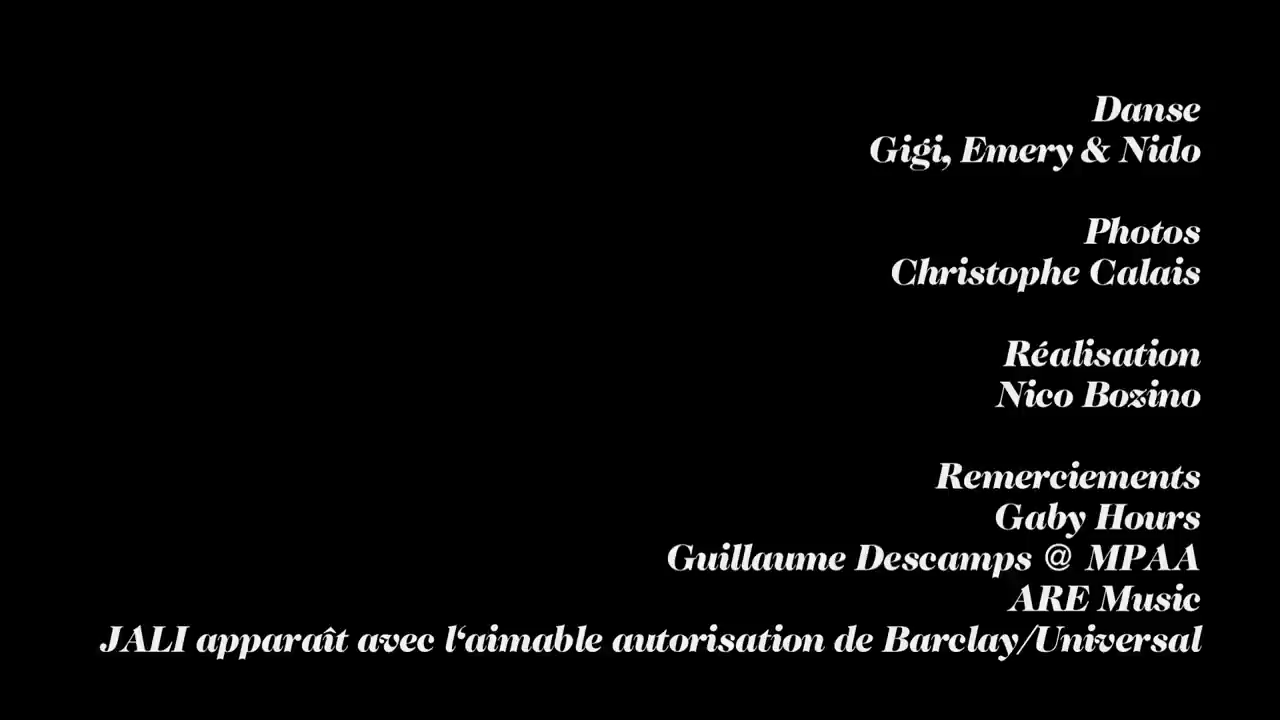 Danse
Gigi, Emery & Nido
Photos
Christophe Calais
Réalisation
Nico Bozino
Remerciements
Gaby Hours
Guillaume Descamps @ MPAA
ARE Music
JALI apparaît avec l‘aimable autorisation de Barclay/Universal